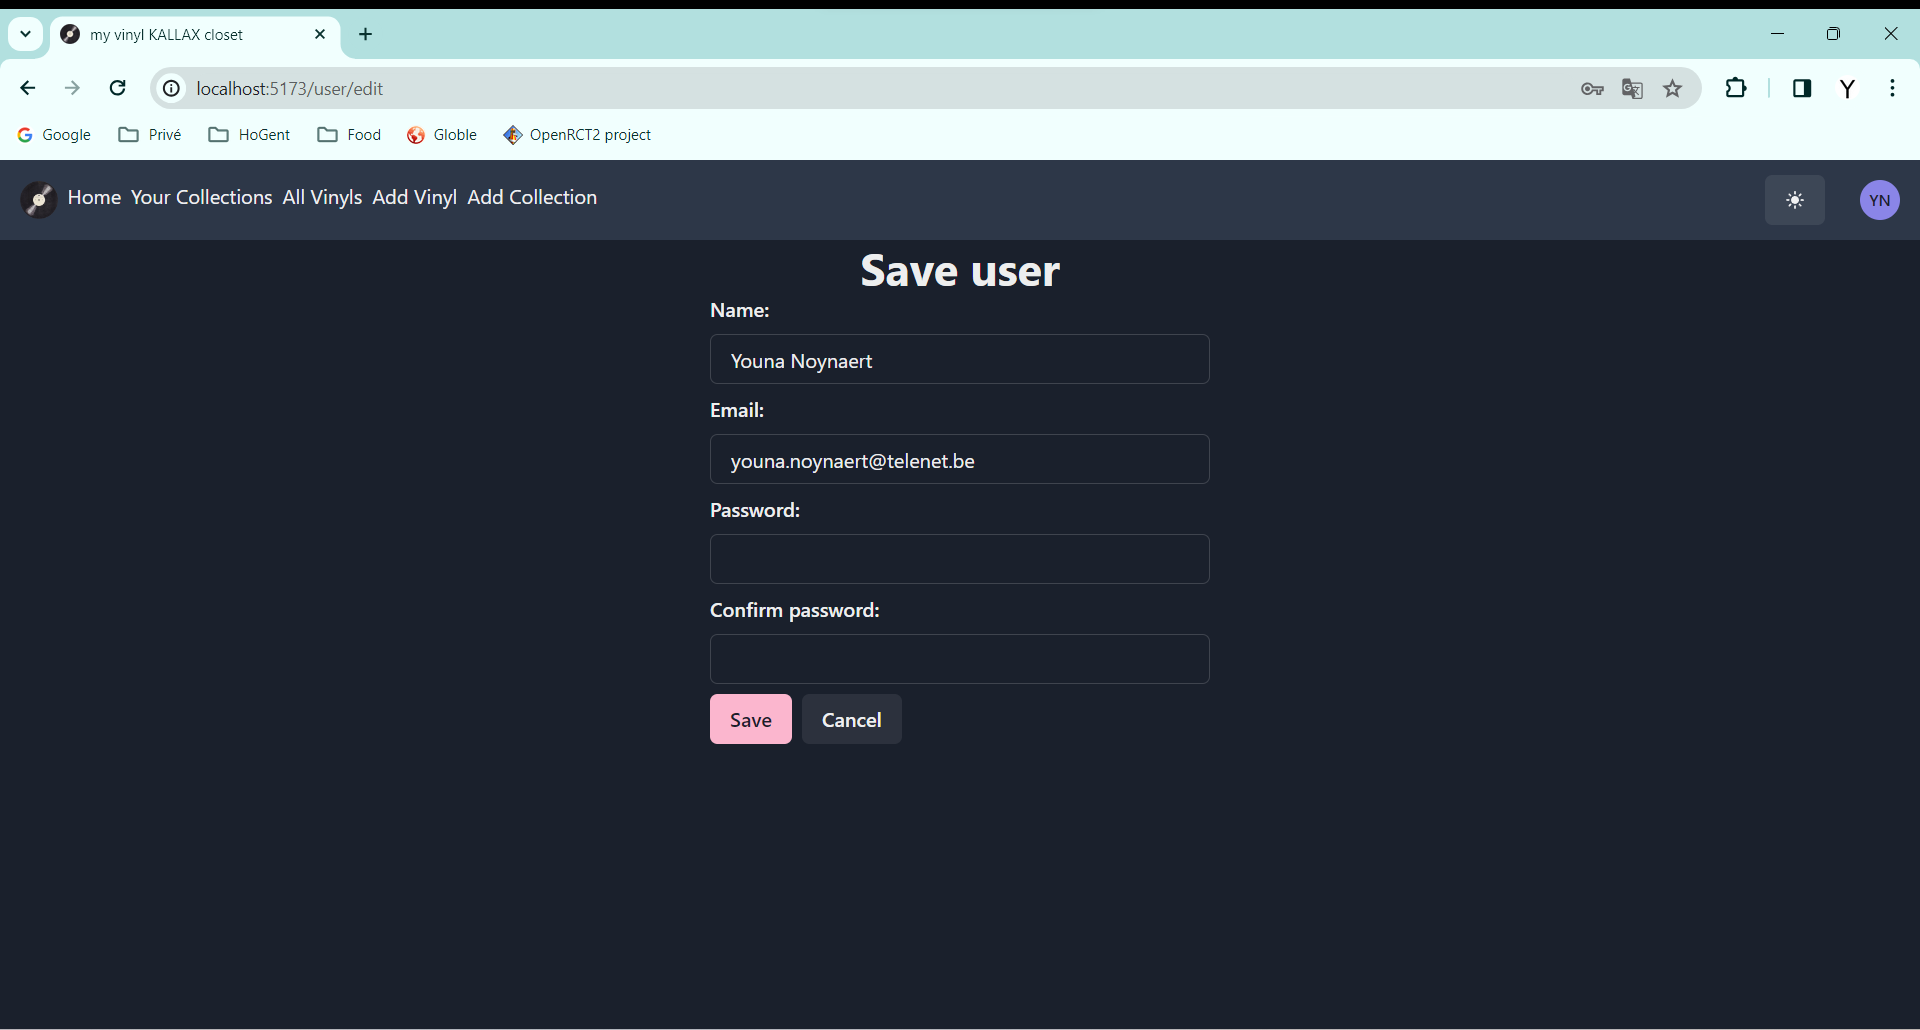 my vinyl KALLAX closet
localhost:5173/user/edit
Y
Google Privé HoGent Food Globle OpenRCT2 project
Home Your Collections All Vinyls Add Vinyl Add Collection YN
Save user
Name:
Youna Noynaert
Email:
youna.noynaert@telenet.be
Password:
Confirm password:
Save Cancel